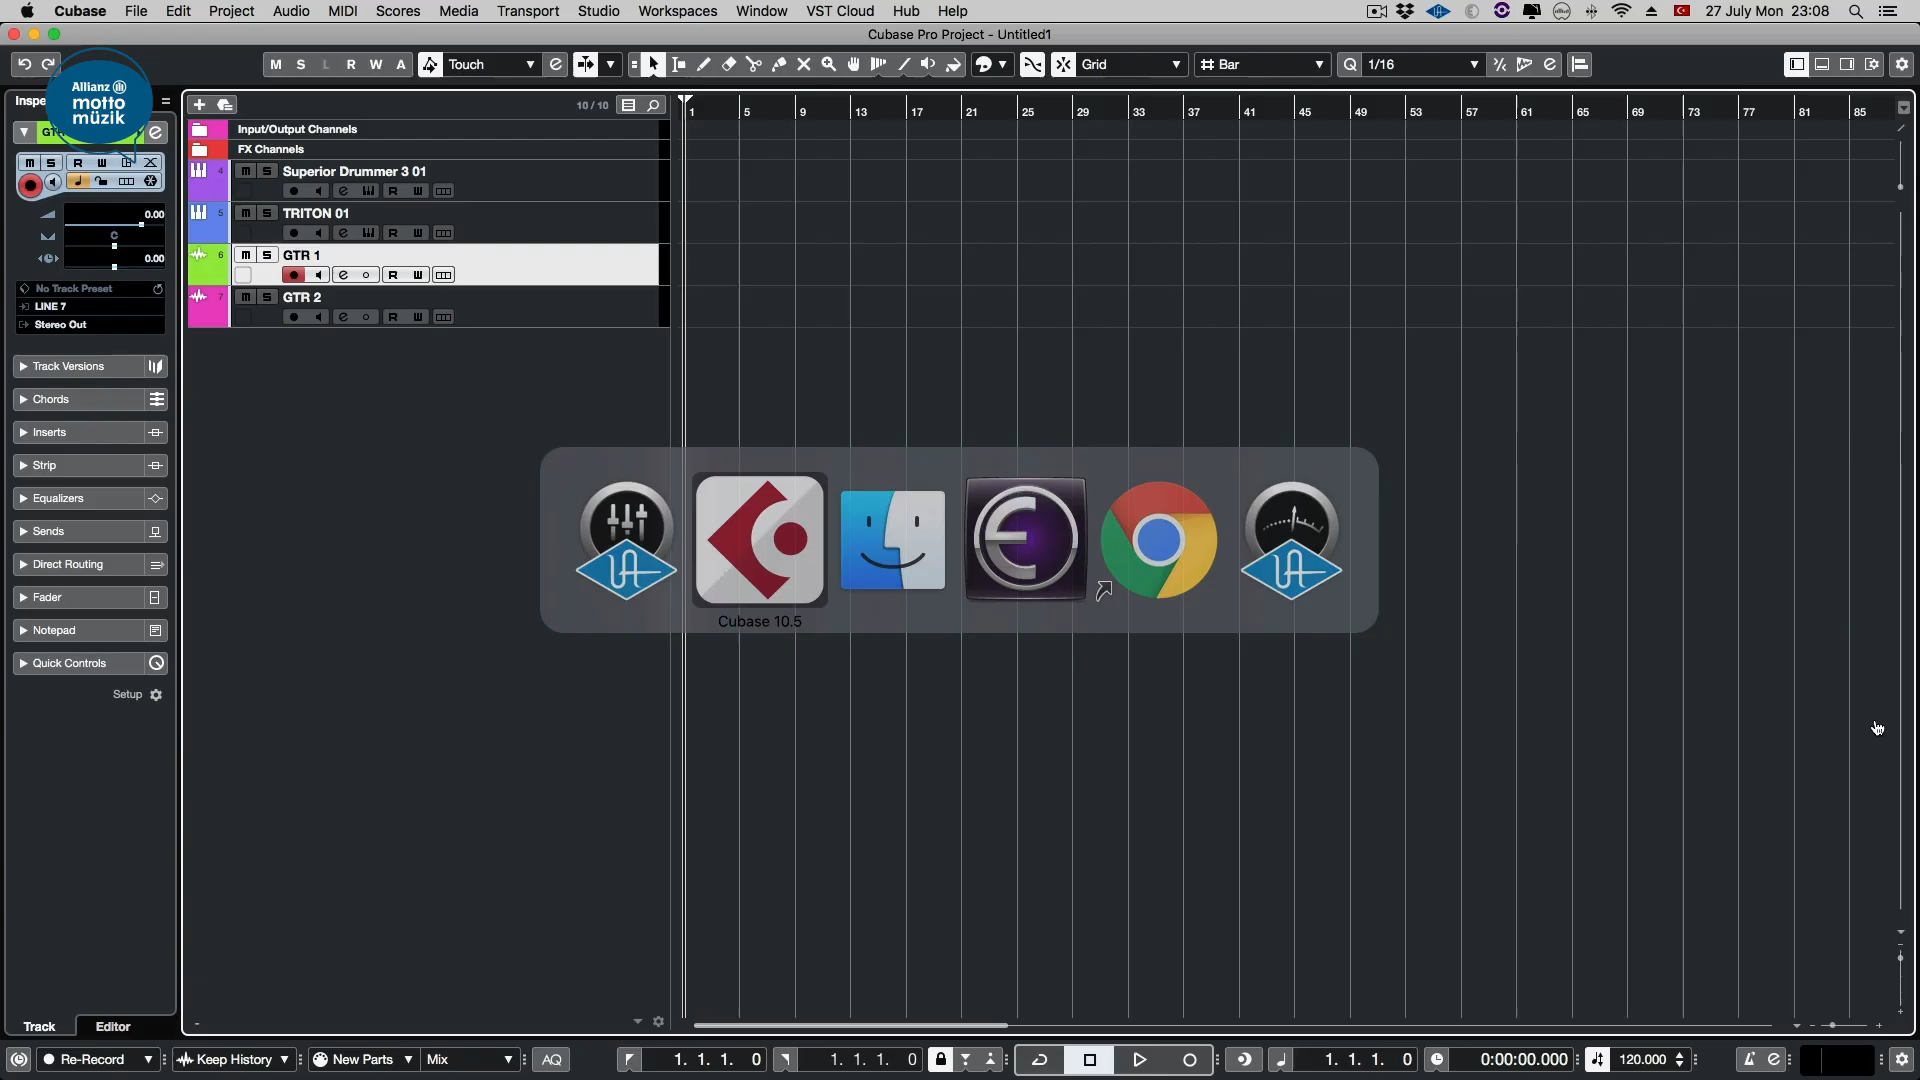 Cubase File Edit Project Audio MIDI Scores Media Transport Studio Workspaces Window VST Cloud Hub Help 27 July Mon 23:08
Cubase Pro Project - Untitled1
M S L R W A Touch Grid Bar Q 1/16
Allianz
motto
müzik
Inspe
10 / 10
1 5 9 13 17 21 25 29 33 37 41 45 49 53 57 61 65 69 73 77 81 85
Input/Output Channels
FX Channels
4 m S Superior Drummer 3 01
R W
5 m S TRITON 01
R W
6 m S GTR 1
R W
7 m S GTR 2
R W
m S R W
0.00
C
0.00
No Track Preset
LINE 7
Stereo Out
Track Versions
Chords
Inserts
Strip
Equalizers
Sends
Direct Routing
Fader
Notepad
Quick Controls
Setup
Cubase 10.5
Track Editor
Re-Record Keep History New Parts Mix AQ 1. 1. 1. 0 1. 1. 1. 0 1. 1. 1. 0 0:00:00.000 120.000